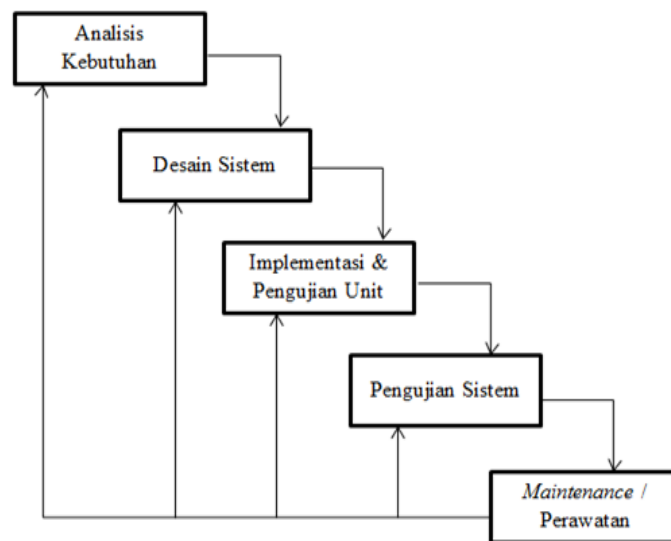 Analisis
Kebutuhan
Desain Sistem
Implementasi &
Pengujian Unit
Pengujian Sistem
Maintenance /
Perawatan